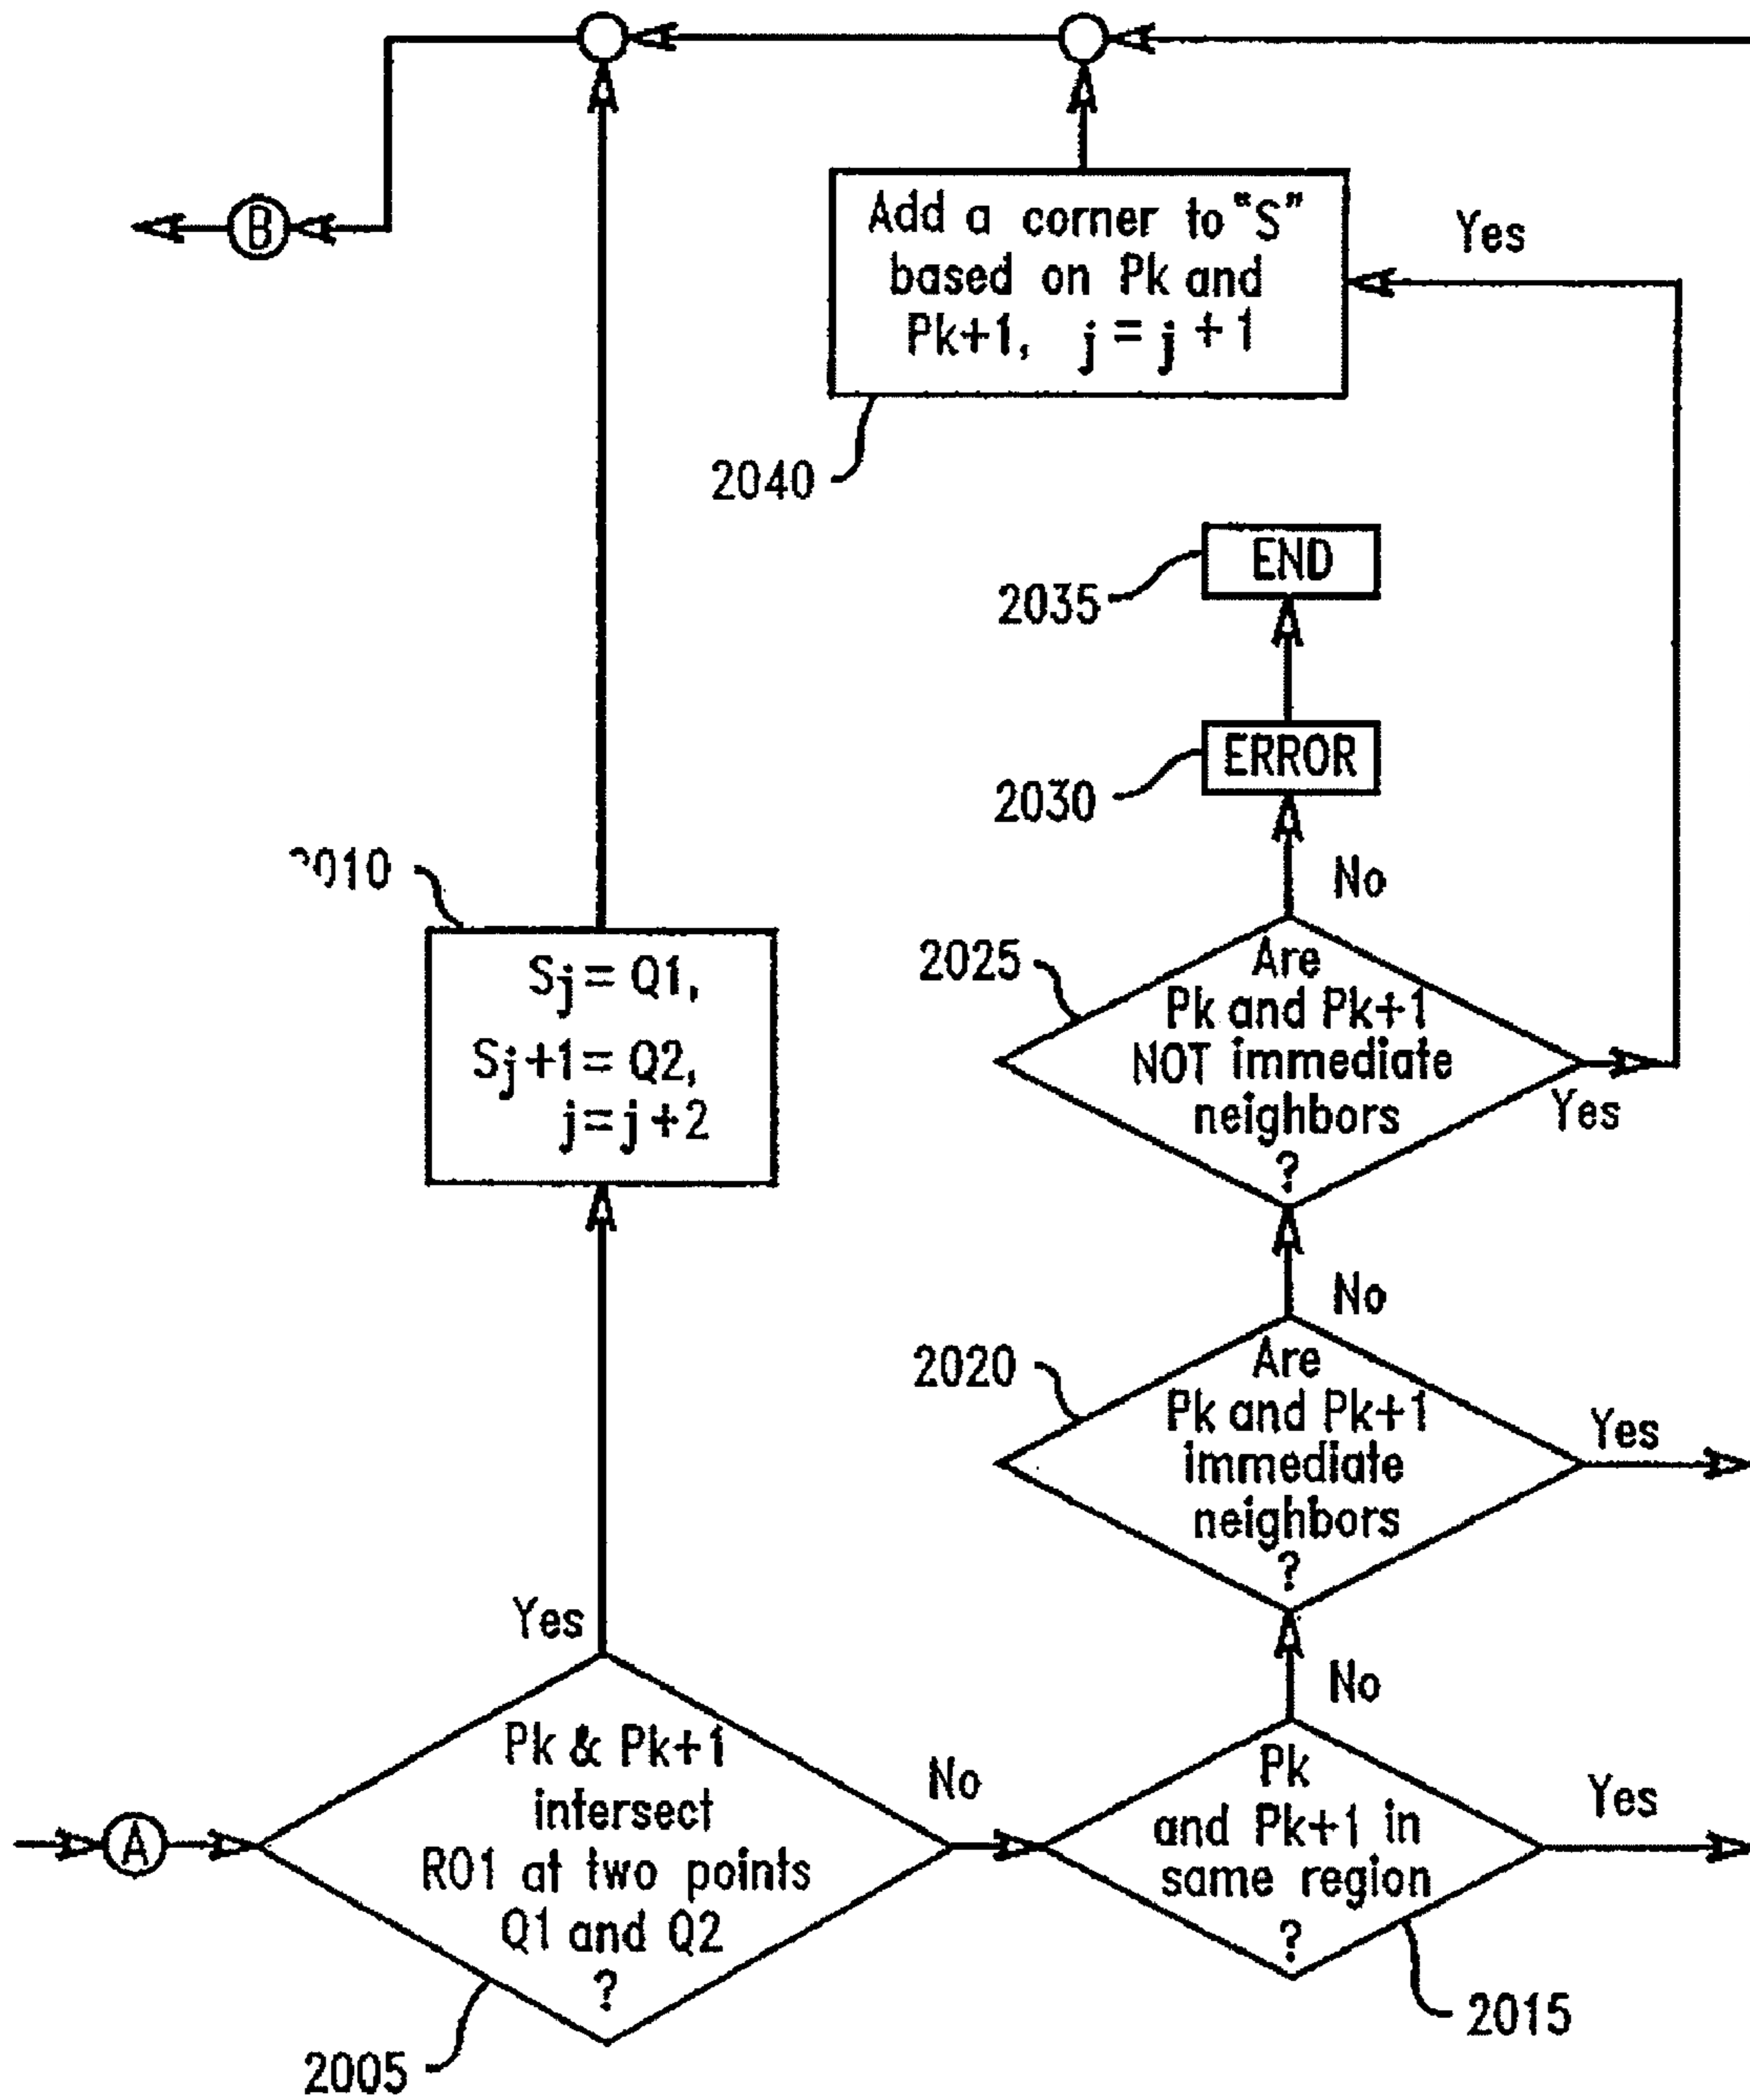 B
Add a corner to "S"
based on Pk and
Pk+1, j = j + 1
Yes
2040
END
2035
ERROR
2030
No
010
Sj = Q1,
Sj+1 = Q2,
j = j+2
2025
Are
Pk and Pk+1
NOT immediate
neighbors
?
Yes
No
2020
Are
Pk and Pk+1
immediate
neighbors
?
Yes
No
Yes
A
Pk & Pk+1
intersect
RO1 at two points
Q1 and Q2
?
No
Pk
and Pk+1 in
same region
?
Yes
2005
2015